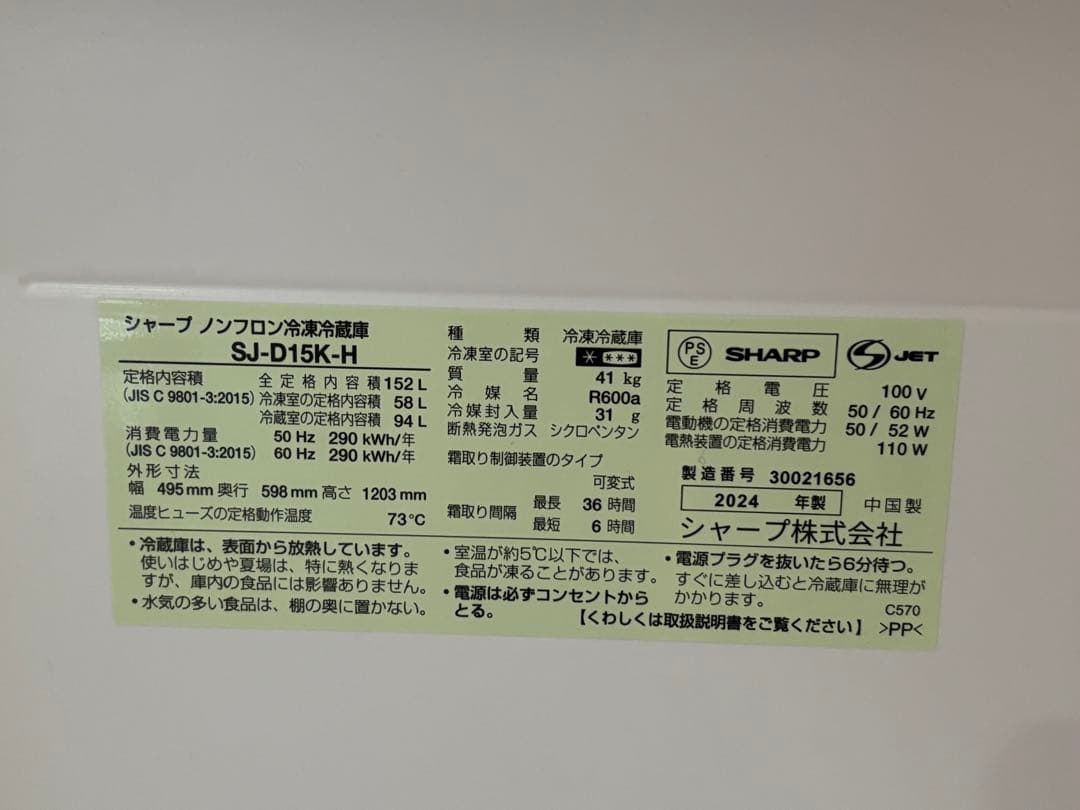 シャープ ノンフロン冷凍冷蔵庫
SJ-D15K-H
定格内容積
(JIS C 9801-3:2015)
全定格内容積 152 L
冷凍室の定格内容積 58 L
冷蔵室の定格内容積 94 L
消費電力量
(JIS C 9801-3:2015)
50 Hz 290 kWh/年
60 Hz 290 kWh/年
外形寸法
幅 495 mm 奥行 598 mm 高さ 1203 mm
温度ヒューズの定格動作温度 73℃
種類 冷凍冷蔵庫
冷凍室の記号 * ***
質量 41 kg
冷媒名 R600a
冷媒封入量 31 g
断熱発泡ガス シクロペンタン
霜取り制御装置のタイプ
可変式
霜取り間隔
最長 36 時間
最短 6 時間
PSE SHARP JET
定格電圧 100 V
定格周波数 50 / 60 Hz
電動機の定格消費電力 50 / 52 W
電熱装置の定格消費電力 110 W
製造番号 30021656
2024 年製 中国製
シャープ株式会社
・冷蔵庫は、表面から放熱しています。
使いはじめや夏場は、特に熱くなりま
すが、庫内の食品には影響ありません。
・水気の多い食品は、棚の奥に置かない。
・室温が約5℃以下では、
食品が凍ることがあります。
・電源は必ずコンセントから
とる。
・電源プラグを抜いたら6分待つ。
すぐに差し込むと冷蔵庫に無理が
かかります。
C570
【くわしくは取扱説明書をご覧ください】 >PP<